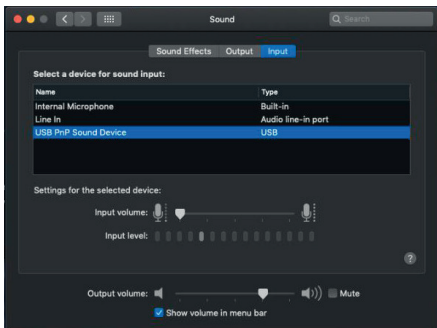 Sound
Search
Sound Effects Output Input
Select a device for sound input:
Name Type
Internal Microphone Built-in
Line In Audio line-in port
USB PnP Sound Device USB
Settings for the selected device:
Input volume:
Input level:
?
Output volume: Mute
Show volume in menu bar